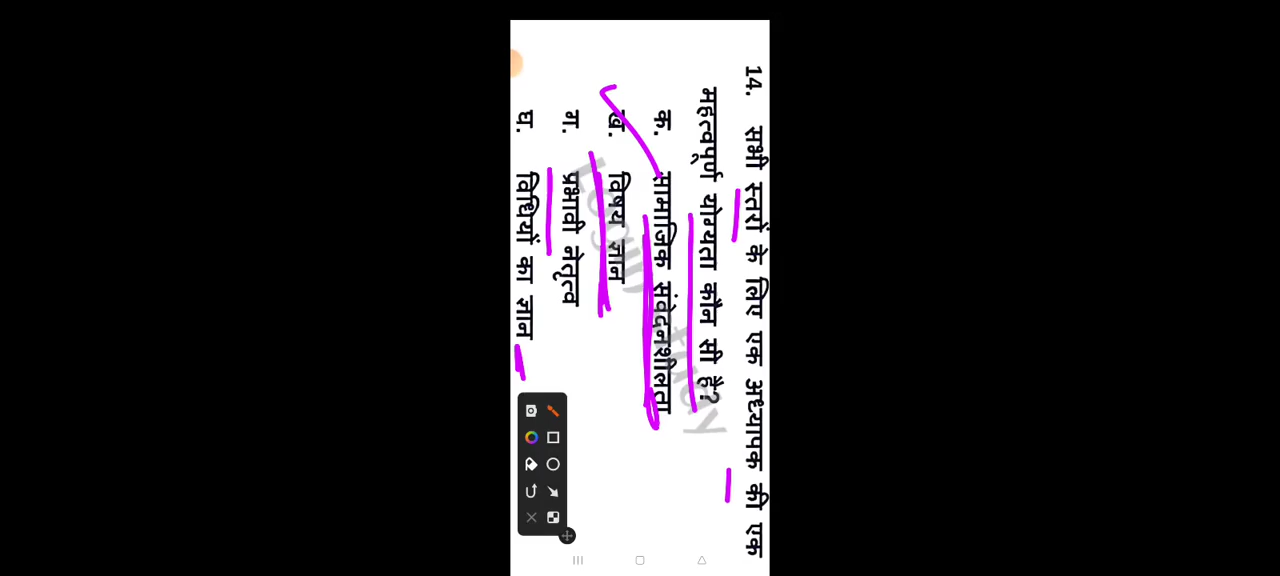 14. सभी स्तरों के लिए एक अध्यापक की एक
महत्वपूर्ण योग्यता कौन सी है?
क. सामाजिक संवेदनशीलता
ख. विषय ज्ञान
ग. प्रभावी नेतृत्व
घ. विधियों का ज्ञान